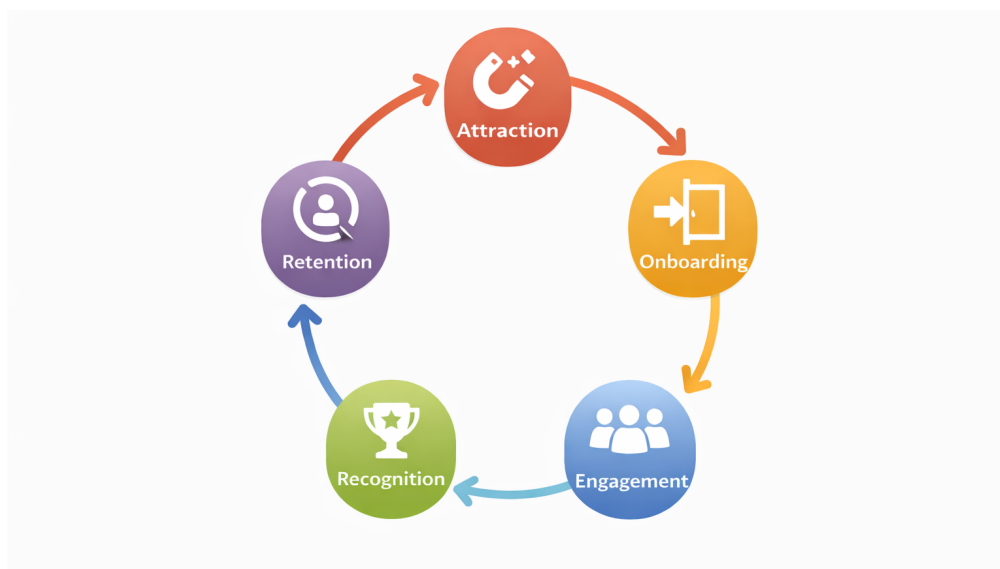 Attraction
Onboarding
Engagement
Recognition
Retention